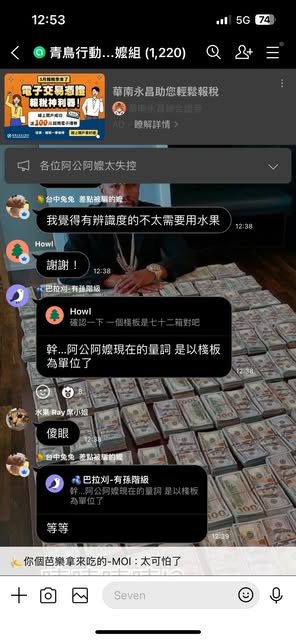 12:53
5G 74
青鳥行動...嬤組 (1,220)
5月報稅季來了
電子交易憑證
報稅神利器!
華南永昌助您輕鬆報稅
AD 瞭解詳情 >
各位阿公阿嬤太失控
台中兔兔 差點被騙的嬤
我覺得有辨識度的不太需要用水果
12:38
Howl
謝謝!
12:38
巴拉刈-有孫階級
Howl
確認一下 一個棧板是七十二箱對吧
幹...阿公阿嬤現在的量詞 是以棧板
為單位了
12:38
水果 Ray 席小姐
傻眼
12:38
台中兔兔 差點被騙的嬤
巴拉刈-有孫階級
幹...阿公阿嬤現在的量詞 是以棧板
為單位了
等等
12:39
你個芭樂拿來吃的-MOI : 太可怕了
Seven